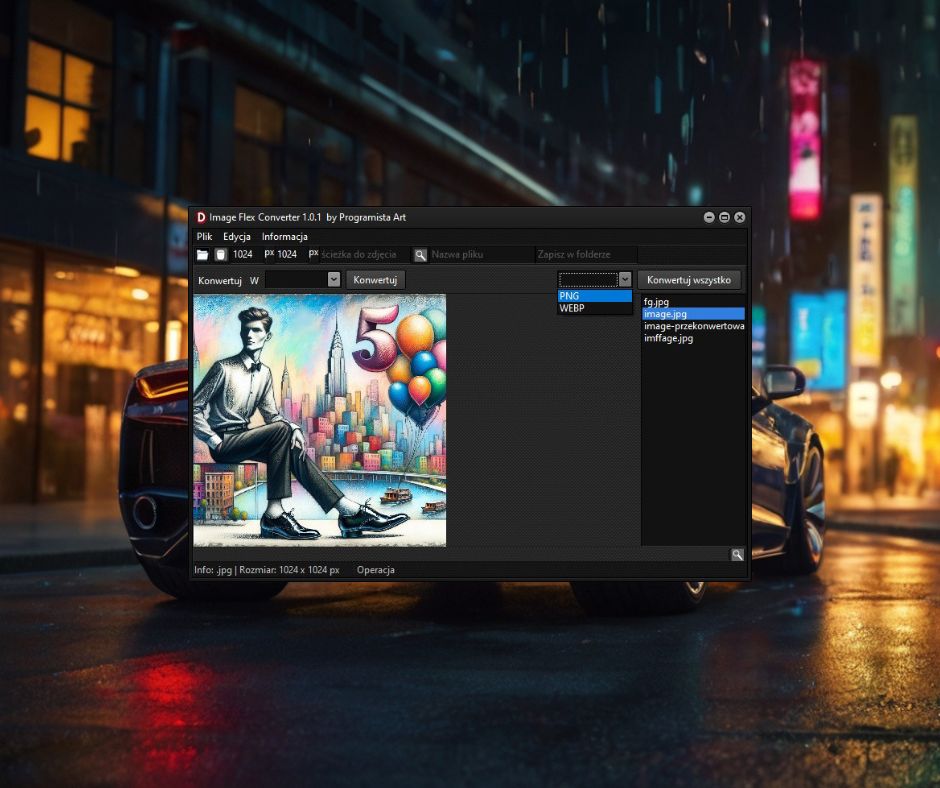 Image Flex Converter 1.0.1 by Programista Art
Plik Edycja Informacja
1024 px 1024 px ścieżka do zdjęcia Nazwa pliku Zapisz w folderze
Konwertuj W Konwertuj Konwertuj wszystko
PNG
WEBP
fg.jpg
image.jpg
image-przekonwertowa
imffage.jpg
5
Info: .jpg | Rozmiar: 1024 x 1024 px Operacja